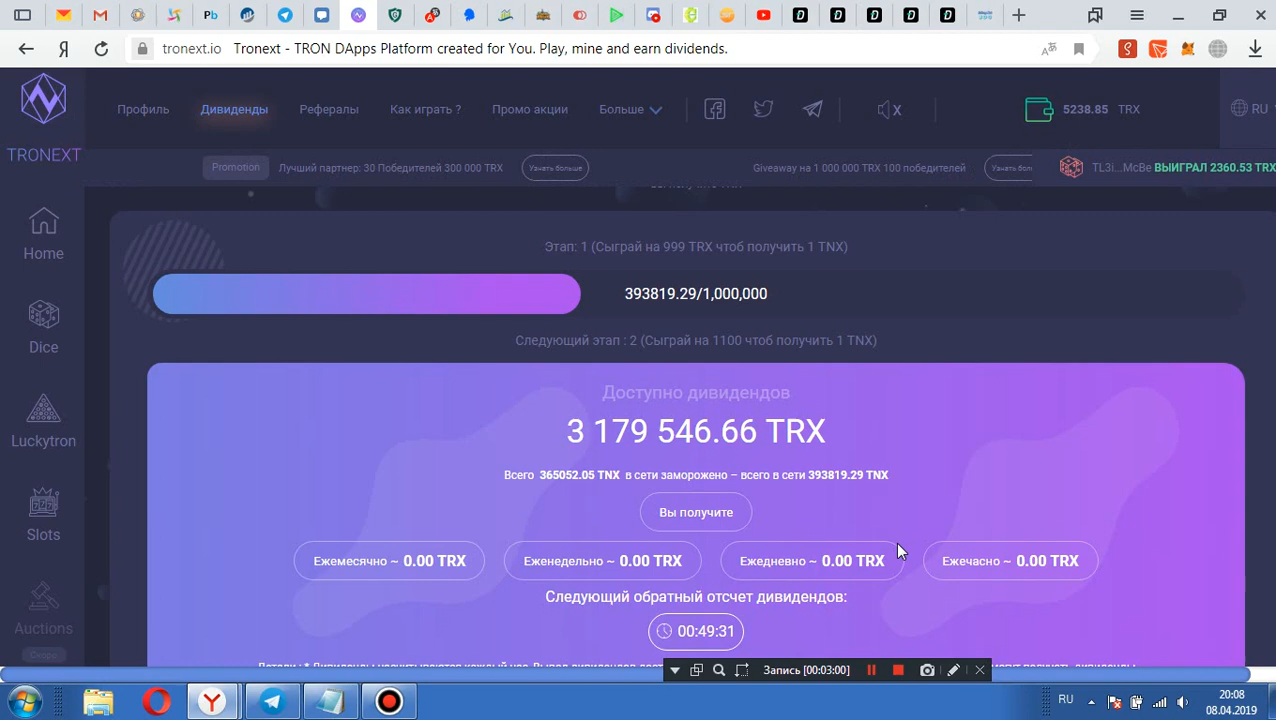 tronext.io Tronext - TRON DApps Platform created for You. Play, mine and earn dividends.
TRONEXT
Профиль Дивиденды Рефералы Как играть ? Промо акции Больше 5238.85 TRX RU
Promotion Лучший партнер: 30 Победителей 300 000 TRX Узнать больше Giveaway на 1 000 000 TRX 100 победителей TL3i...McBe ВЫИГРАЛ 2360.53 TRX
Home
Dice
Luckytron
Slots
Auctions
Скоро
Этап: 1 (Сыграй на 999 TRX чтоб получить 1 TNX)
393819.29/1,000,000
Следующий этап : 2 (Сыграй на 1100 чтоб получить 1 TNX)
Доступно дивидендов
3 179 546.66 TRX
Всего 365052.05 TNX в сети заморожено – всего в сети 393819.29 TNX
Вы получите
Ежемесячно ~ 0.00 TRX Еженедельно ~ 0.00 TRX Ежедневно ~ 0.00 TRX Ежечасно ~ 0.00 TRX
Следующий обратный отсчет дивидендов:
00:49:31
Запись [00:03:00]
RU 20:08
08.04.2019